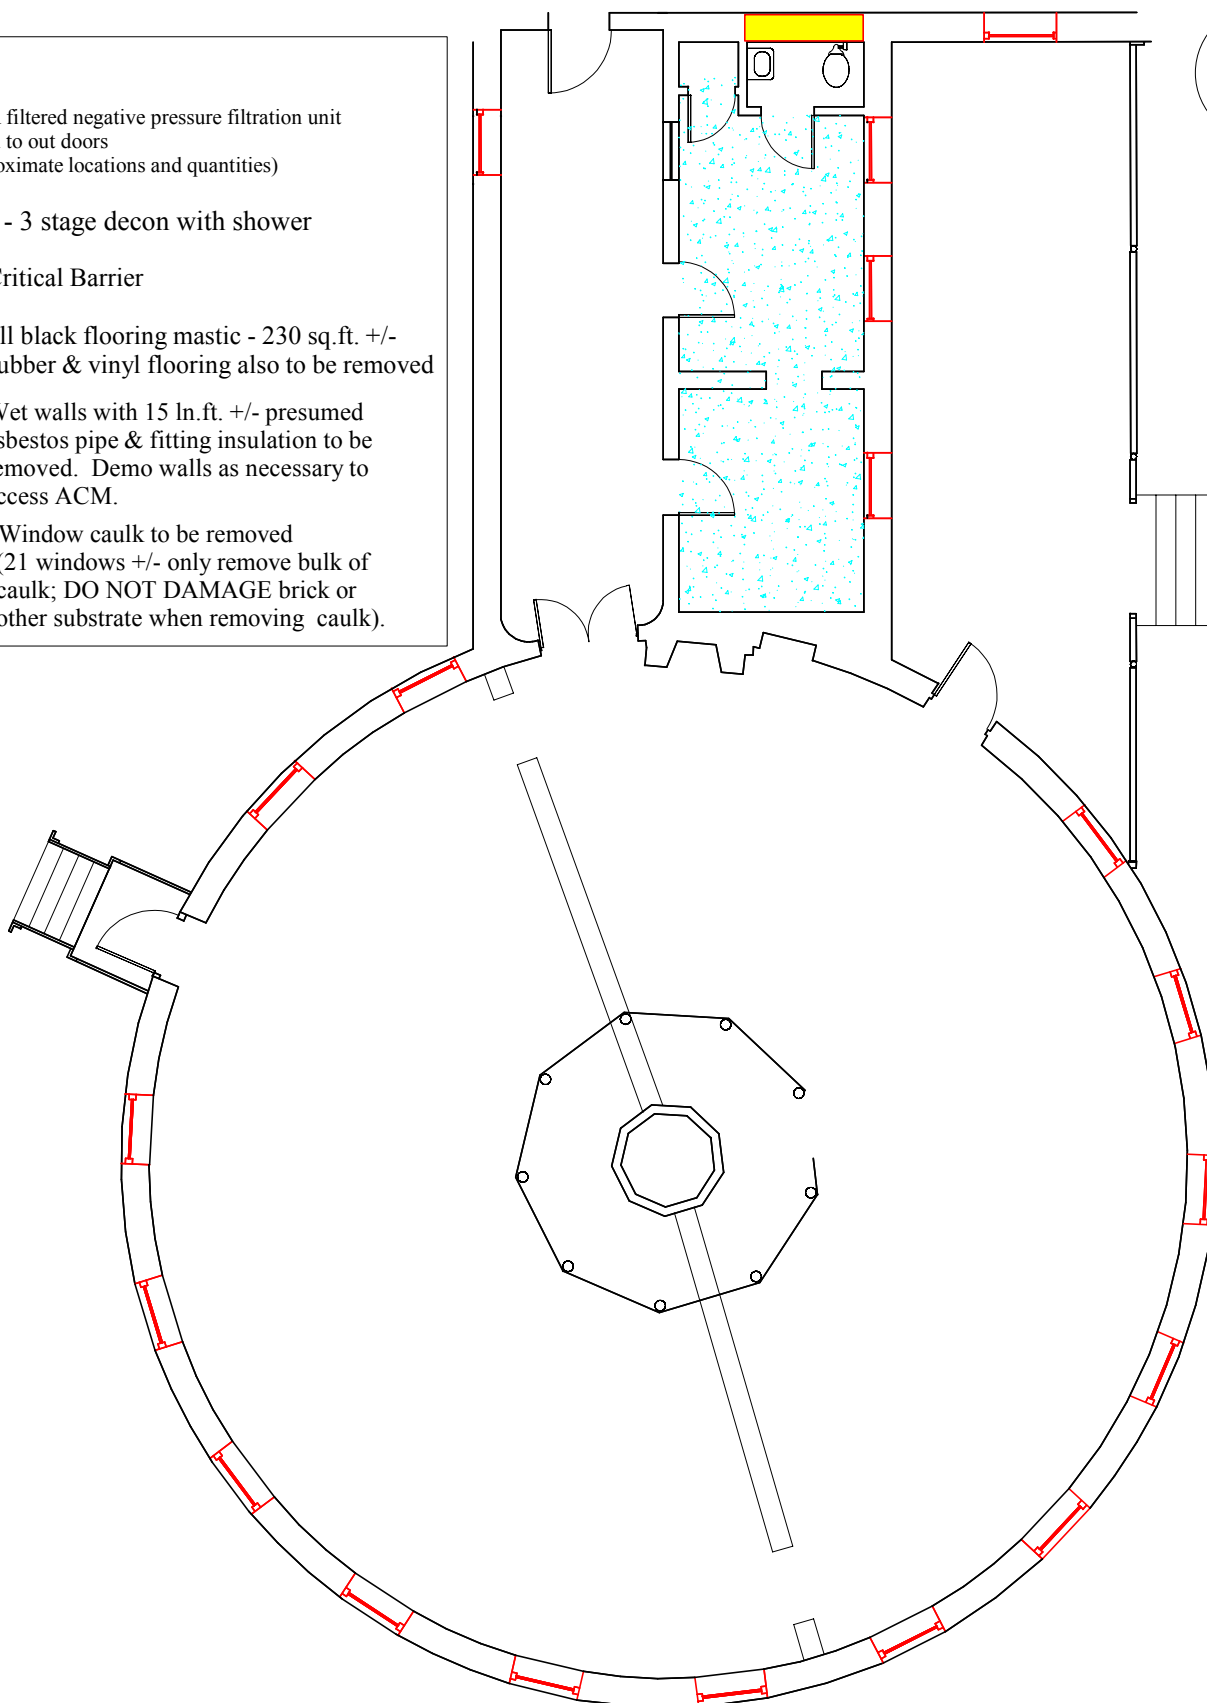 filtered negative pressure filtration unit
to out doors
oximate locations and quantities)
- 3 stage decon with shower
Critical Barrier
ll black flooring mastic - 230 sq.ft. +/-
ubber & vinyl flooring also to be removed
Wet walls with 15 ln.ft. +/- presumed
sbestos pipe & fitting insulation to be
emoved. Demo walls as necessary to
ccess ACM.
Window caulk to be removed
(21 windows +/- only remove bulk of
caulk; DO NOT DAMAGE brick or
other substrate when removing caulk).